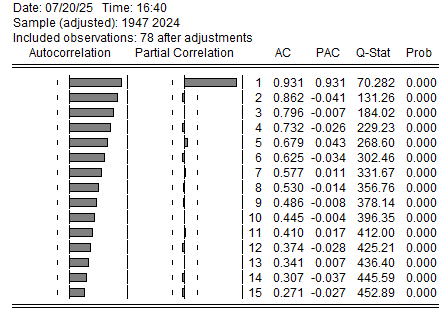 Date: 07/20/25 Time: 16:40
Sample (adjusted): 1947 2024
Included observations: 78 after adjustments
Autocorrelation Partial Correlation AC PAC Q-Stat Prob
1 0.931 0.931 70.282 0.000
2 0.862 -0.041 131.26 0.000
3 0.796 -0.007 184.02 0.000
4 0.732 -0.026 229.23 0.000
5 0.679 0.043 268.60 0.000
6 0.625 -0.034 302.46 0.000
7 0.577 0.011 331.67 0.000
8 0.530 -0.014 356.76 0.000
9 0.486 -0.008 378.14 0.000
10 0.445 -0.004 396.35 0.000
11 0.410 0.017 412.00 0.000
12 0.374 -0.028 425.21 0.000
13 0.341 0.007 436.40 0.000
14 0.307 -0.037 445.59 0.000
15 0.271 -0.027 452.89 0.000